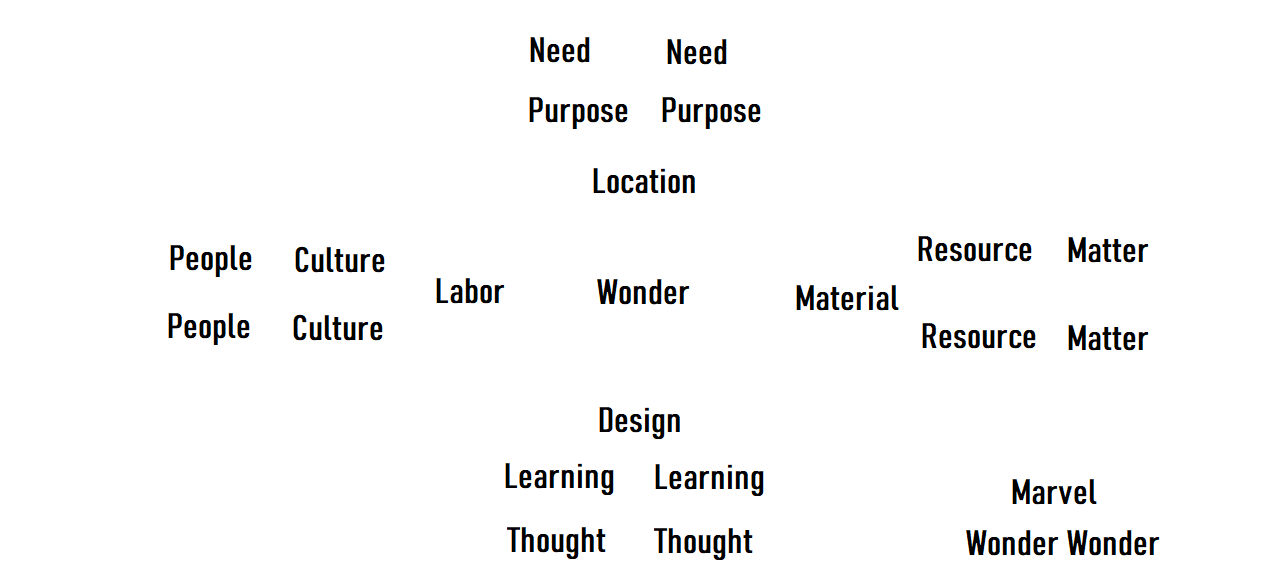 Need Need
Purpose Purpose
Location
People Culture
Resource Matter
Labor Wonder Material
People Culture
Resource Matter
Design
Learning Learning
Marvel
Thought Thought
Wonder Wonder